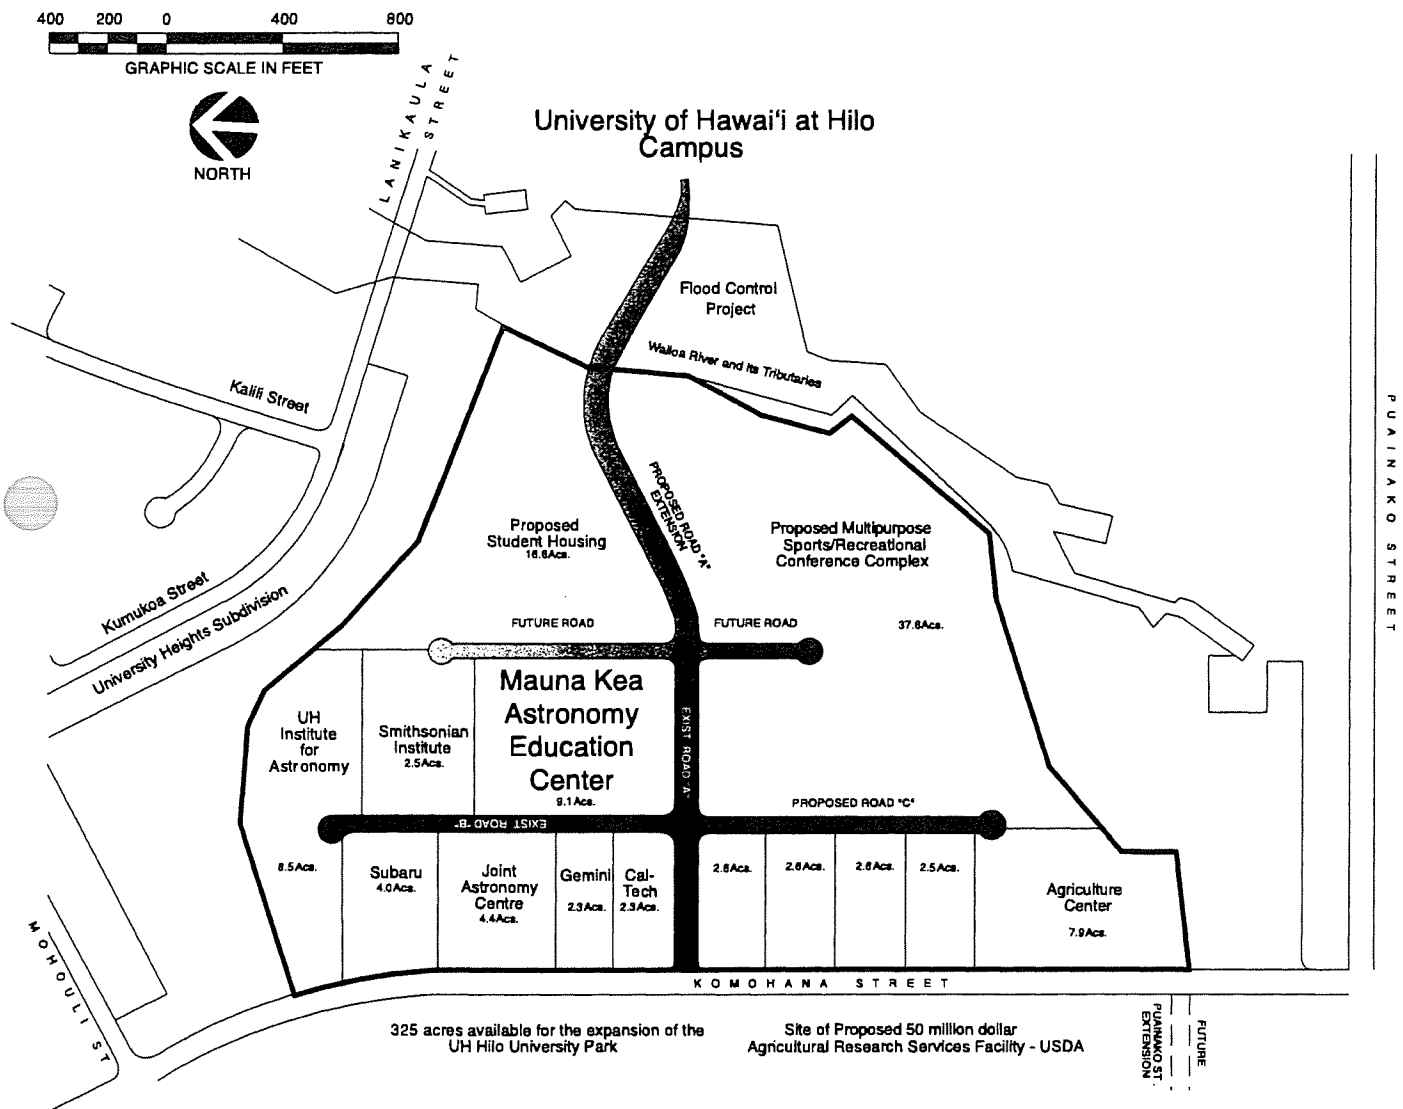 400 200 0 400 800
GRAPHIC SCALE IN FEET
NORTH
LANIKAULA
STREET
University of Hawai‘i at Hilo
Campus
Flood Control
Project
Wailoa River and its Tributaries
Kalili Street
PUAINAKO STREET
PROPOSED ROAD "A"
EXTENSION
Proposed
Student Housing
16.6Acs.
Proposed Multipurpose
Sports/Recreational
Conference Complex
37.6Acs.
Kumukoa Street
University Heights Subdivision
FUTURE ROAD
FUTURE ROAD
Mauna Kea
Astronomy
Education
Center
9.1Acs.
EXIST ROAD "A"
UH
Institute
for
Astronomy
Smithsonian
Institute
2.5Acs.
PROPOSED ROAD "C"
EXIST ROAD "B"
8.5Acs.
Subaru
4.0Acs.
Joint
Astronomy
Centre
4.4Acs.
Gemini
2.3Acs.
Cal-
Tech
2.3Acs.
2.6Acs.
2.6Acs.
2.6Acs.
2.5Acs.
Agriculture
Center
7.9Acs.
KOMOHANA STREET
MOHOULI ST
325 acres available for the expansion of the
UH Hilo University Park
Site of Proposed 50 million dollar
Agricultural Research Services Facility - USDA
FUTURE
PUAINAKO ST.
EXTENSION